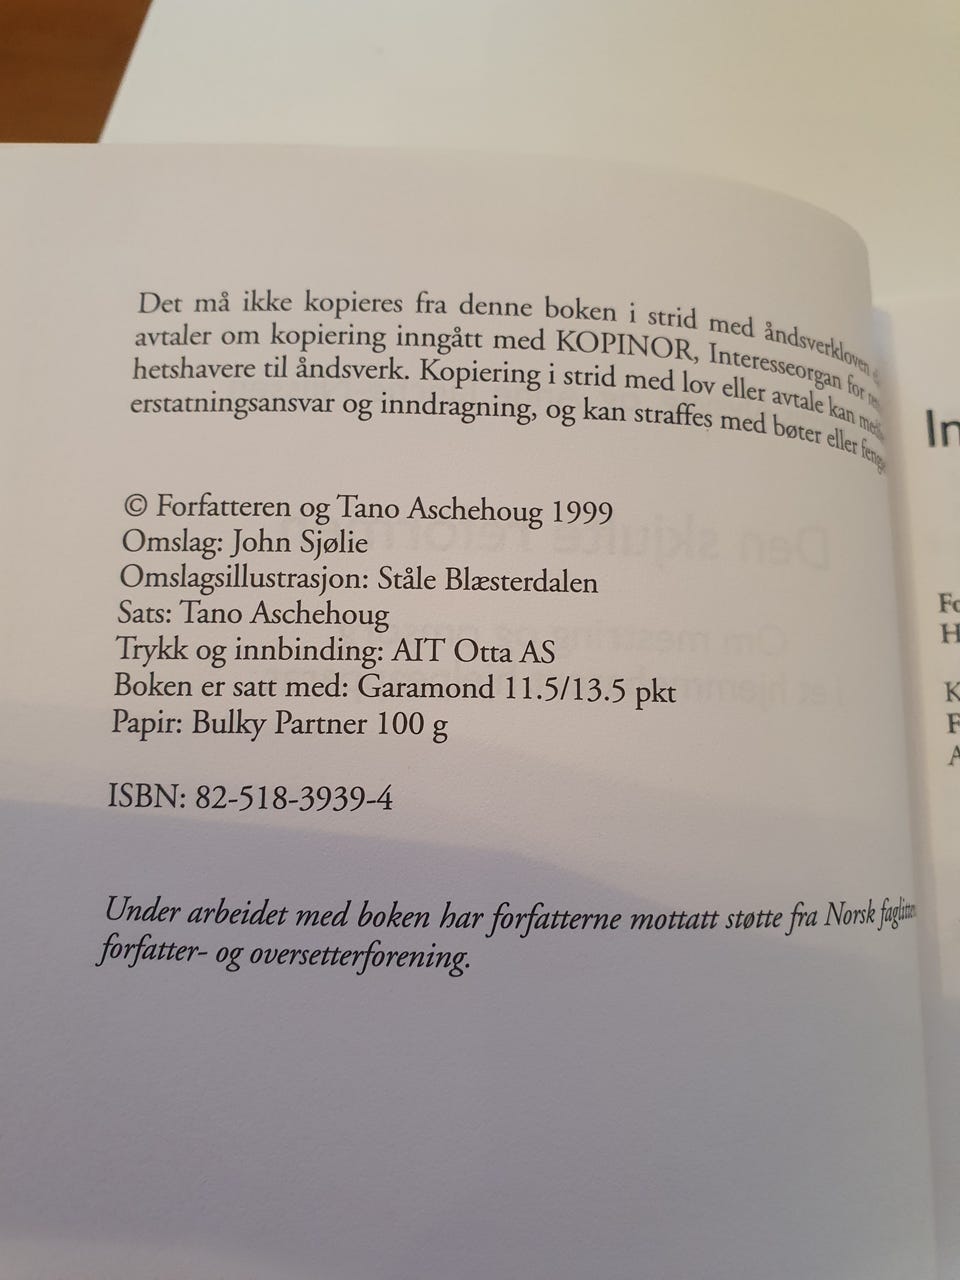 Det må ikke kopieres fra denne boken i strid med åndsverkloven
avtaler om kopiering inngått med KOPINOR, Interesseorgan for
hetshavere til åndsverk. Kopiering i strid med lov eller avtale kan
erstatningsansvar og inndragning, og kan straffes med bøter eller
© Forfatteren og Tano Aschehoug 1999
Omslag: John Sjølie
Omslagsillustrasjon: Ståle Blæsterdalen
Sats: Tano Aschehoug
Trykk og innbinding: AIT Otta AS
Boken er satt med: Garamond 11.5/13.5 pkt
Papir: Bulky Partner 100 g
ISBN: 82-518-3939-4
Under arbeidet med boken har forfatterne mottatt støtte fra Norsk
forfatter- og oversetterforening.